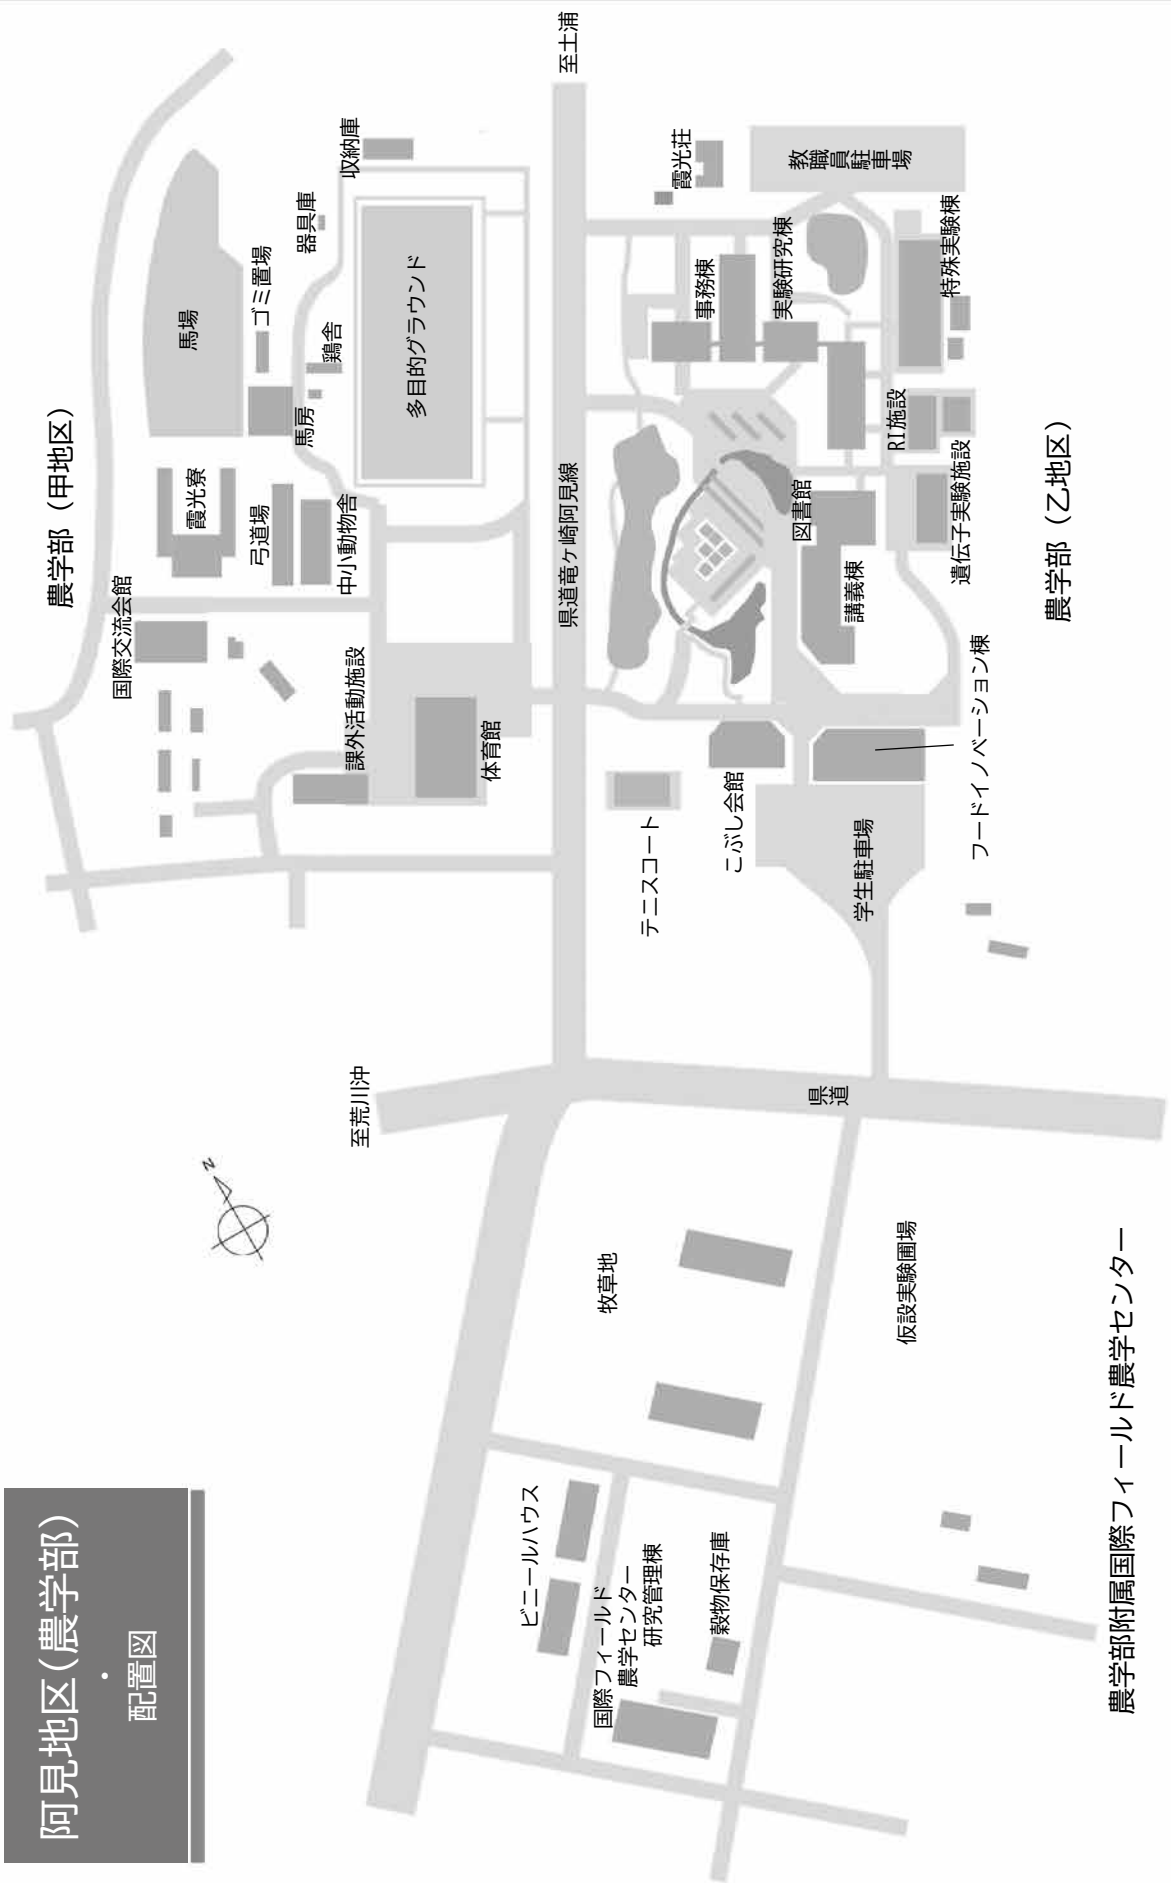 阿見地区（農学部）
・
配置図
農学部（甲地区）
国際交流会館
霞光寮
馬場
弓道場
ゴミ置場
馬房
器具庫
中小動物舎
鶏舎
収納庫
課外活動施設
多目的グラウンド
体育館
至荒川沖
県道竜ヶ崎阿見線
至土浦
テニスコート
霞光荘
こぶし会館
事務棟
図書館
実験研究棟
教職員
駐車場
県道
学生駐車場
講義棟
RI施設
特殊実験棟
遺伝子実験施設
フードイノベーション棟
農学部（乙地区）
N
ビニールハウス
牧草地
国際フィールド
農学センター
研究管理棟
穀物保存庫
仮設実験圃場
農学部附属国際フィールド農学センター